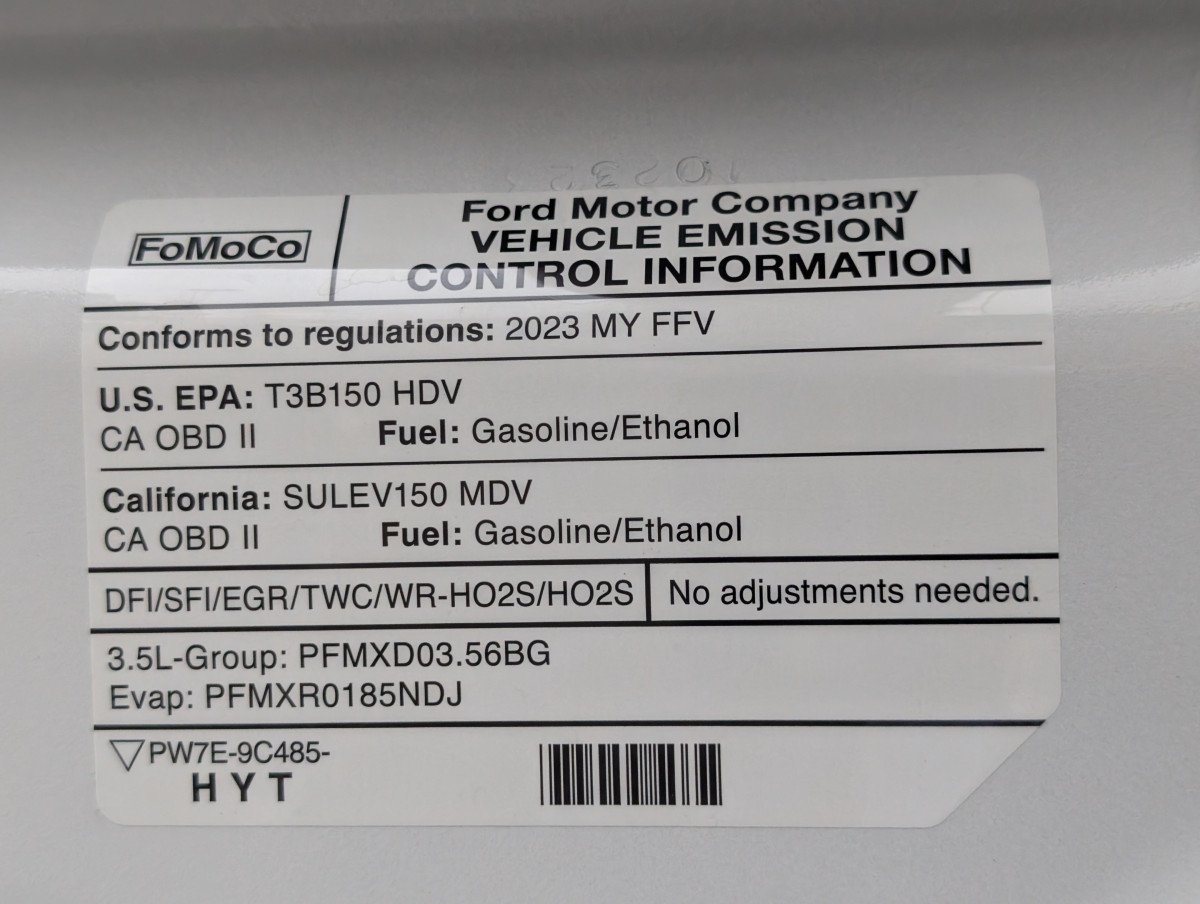 FoMoCo
Ford Motor Company
VEHICLE EMISSION
CONTROL INFORMATION
Conforms to regulations: 2023 MY FFV
U.S. EPA: T3B150 HDV
CA OBD II Fuel: Gasoline/Ethanol
California: SULEV150 MDV
CA OBD II Fuel: Gasoline/Ethanol
DFI/SFI/EGR/TWC/WR-HO2S/HO2S No adjustments needed.
3.5L-Group: PFMXD03.56BG
Evap: PFMXR0185NDJ
PW7E-9C485-
HYT